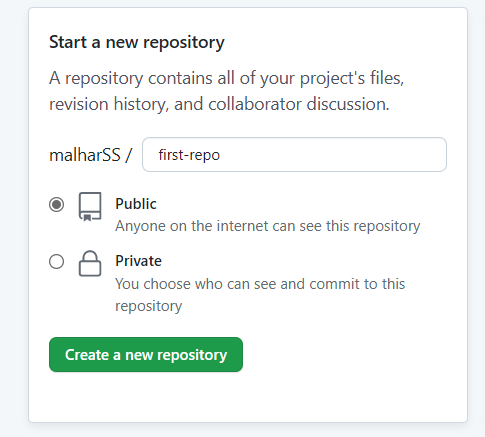 Start a new repository
A repository contains all of your project's files,
revision history, and collaborator discussion.
malharSS / first-repo
Public
Anyone on the internet can see this repository
Private
You choose who can see and commit to this
repository
Create a new repository